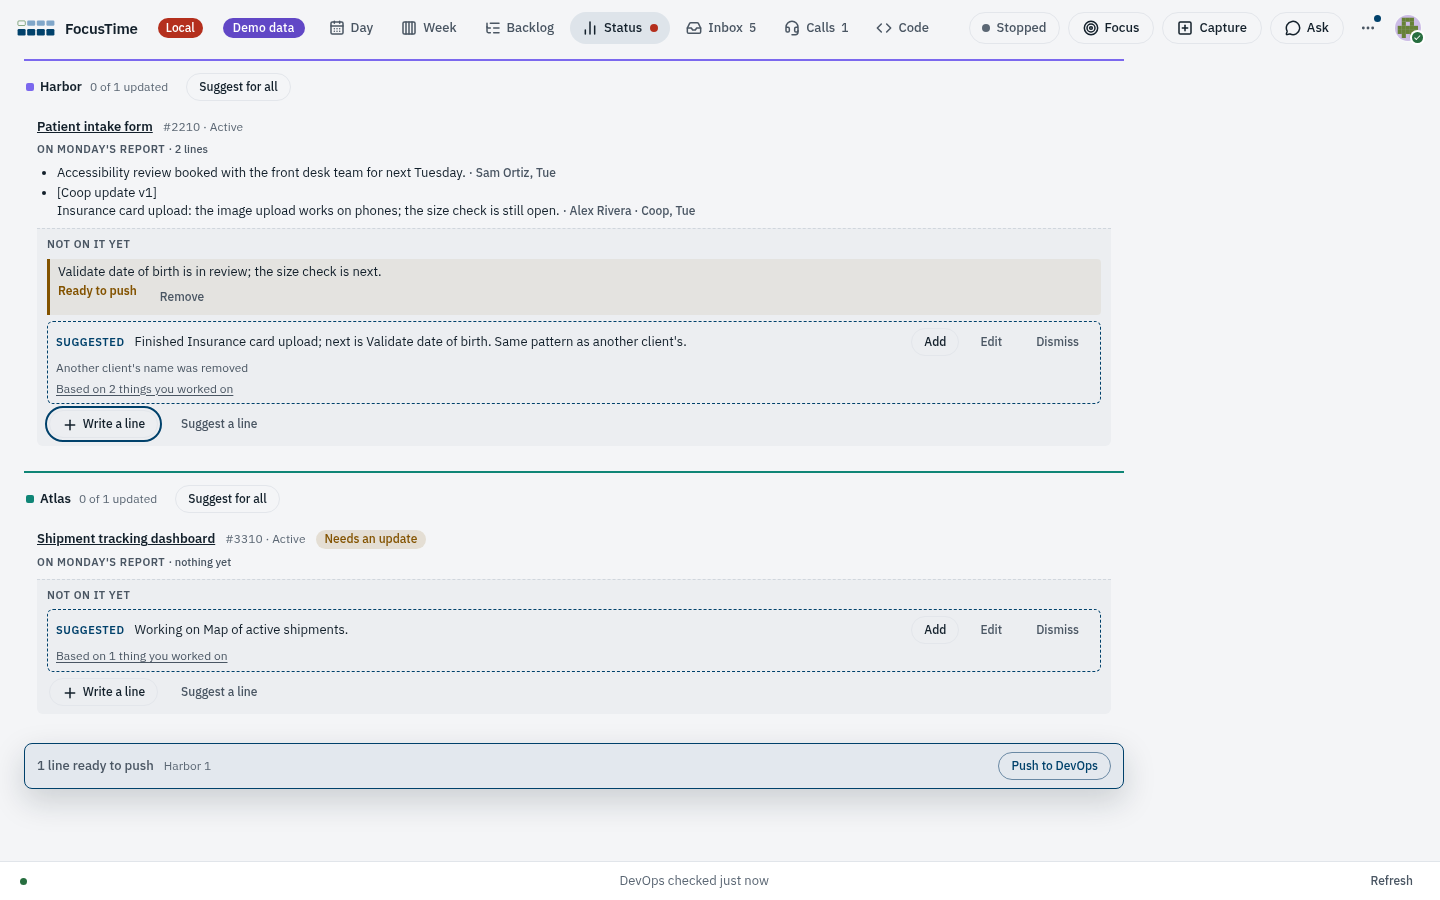 FocusTime Local Demo data Day Week Backlog Status Inbox 5 Calls 1 Code Stopped Focus Capture Ask
Harbor 0 of 1 updated Suggest for all
Patient intake form #2210 · Active
ON MONDAY'S REPORT · 2 lines
• Accessibility review booked with the front desk team for next Tuesday. · Sam Ortiz, Tue
• [Coop update v1]
Insurance card upload: the image upload works on phones; the size check is still open. · Alex Rivera · Coop, Tue
NOT ON IT YET
Validate date of birth is in review; the size check is next.
Ready to push Remove
SUGGESTED Finished Insurance card upload; next is Validate date of birth. Same pattern as another client's. Add Edit Dismiss
Another client's name was removed
Based on 2 things you worked on
Write a line Suggest a line
Atlas 0 of 1 updated Suggest for all
Shipment tracking dashboard #3310 · Active Needs an update
ON MONDAY'S REPORT · nothing yet
NOT ON IT YET
SUGGESTED Working on Map of active shipments. Add Edit Dismiss
Based on 1 thing you worked on
Write a line Suggest a line
1 line ready to push Harbor 1 Push to DevOps
DevOps checked just now Refresh